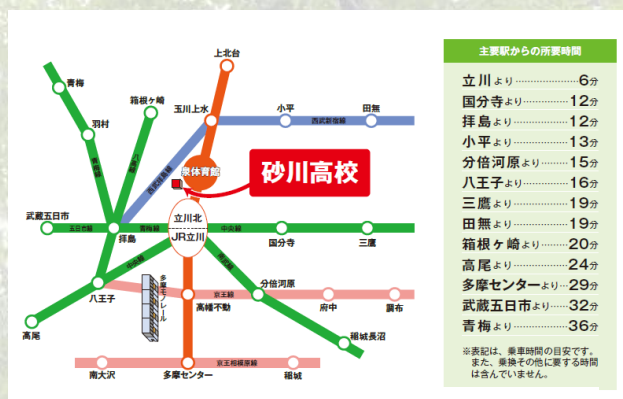 上北台
青梅
箱根ヶ崎
玉川上水
小平
田無
西武新宿線
羽村
青梅線
八高線
西武拝島線
泉体育館
砂川高校
武蔵五日市
五日市線
拝島
青梅線
立川北
JR立川
中央線
国分寺
三鷹
中央線
南武線
八王子
多摩モノレール
京王線
高幡不動
分倍河原
府中
調布
高尾
稲城長沼
京王相模原線
南大沢
多摩センター
稲城
主要駅からの所要時間
立川より…………………6分
国分寺より……………12分
拝島より………………12分
小平より………………13分
分倍河原より…………15分
八王子より……………16分
三鷹より………………19分
田無より………………19分
箱根ヶ崎より…………20分
高尾より………………24分
多摩センターより……29分
武蔵五日市より………32分
青梅より………………36分
※表記は、乗車時間の目安です。
また、乗換その他に要する時間
は含んでいません。